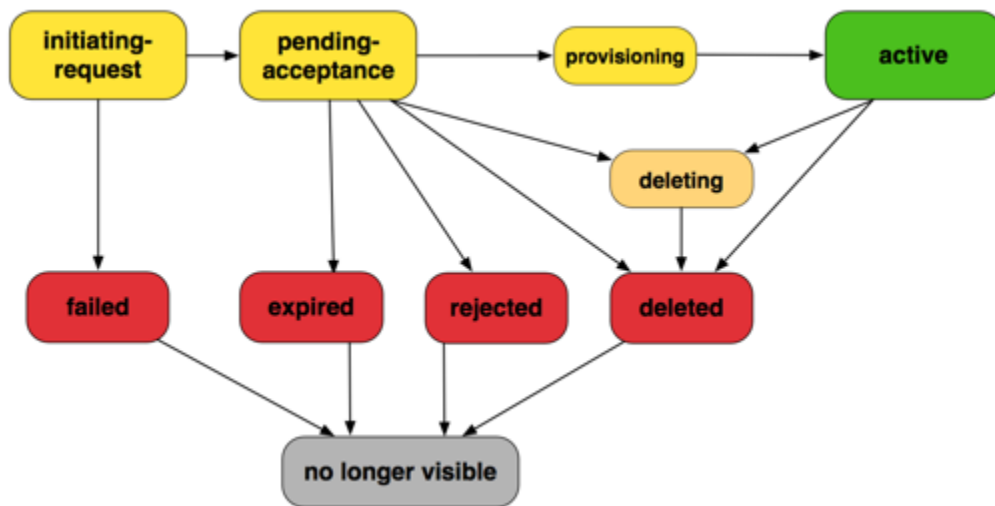 initiating-
request
pending-
acceptance
provisioning
active
deleting
failed
expired
rejected
deleted
no longer visible